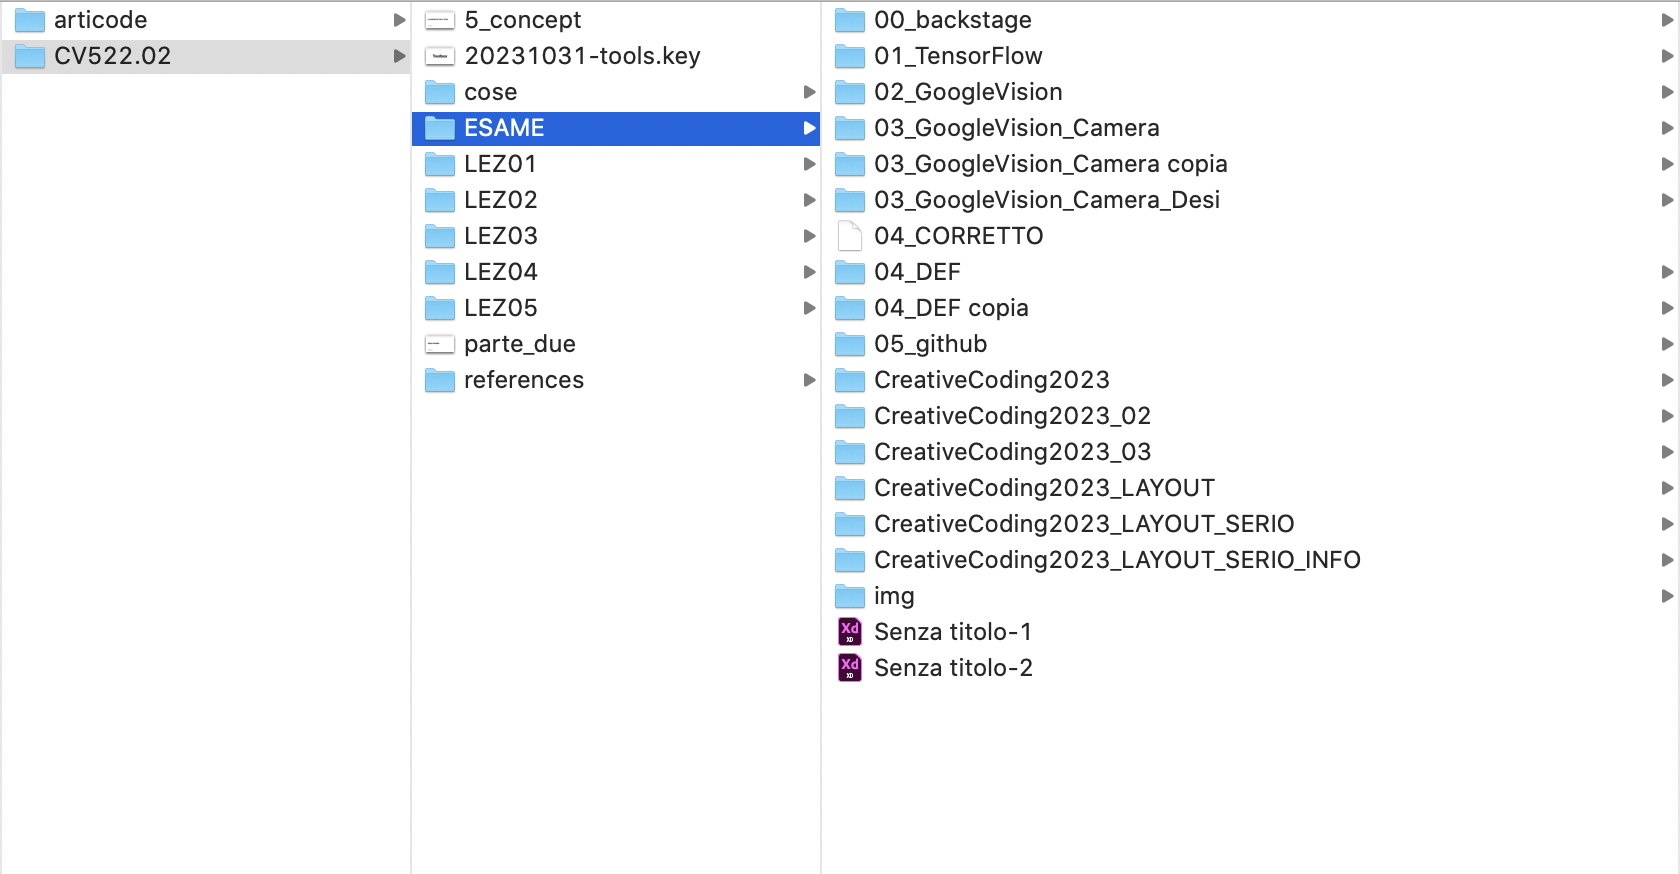 articode
CV522.02
5_concept
20231031-tools.key
cose
ESAME
LEZ01
LEZ02
LEZ03
LEZ04
LEZ05
parte_due
references
00_backstage
01_TensorFlow
02_GoogleVision
03_GoogleVision_Camera
03_GoogleVision_Camera copia
03_GoogleVision_Camera_Desi
04_CORRETTO
04_DEF
04_DEF copia
05_github
CreativeCoding2023
CreativeCoding2023_02
CreativeCoding2023_03
CreativeCoding2023_LAYOUT
CreativeCoding2023_LAYOUT_SERIO
CreativeCoding2023_LAYOUT_SERIO_INFO
img
Xd
XD
Senza titolo-1
Xd
XD
Senza titolo-2